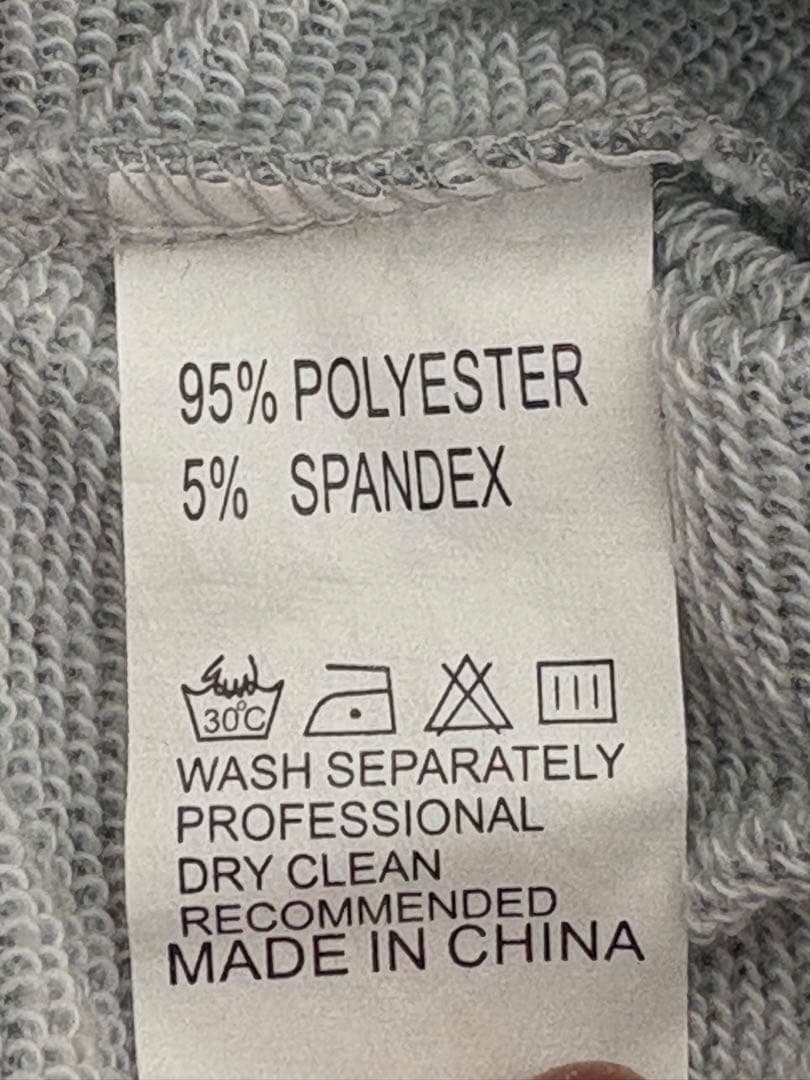 95% POLYESTER
5% SPANDEX
30°C
WASH SEPARATELY
PROFESSIONAL
DRY CLEAN
RECOMMENDED
MADE IN CHINA